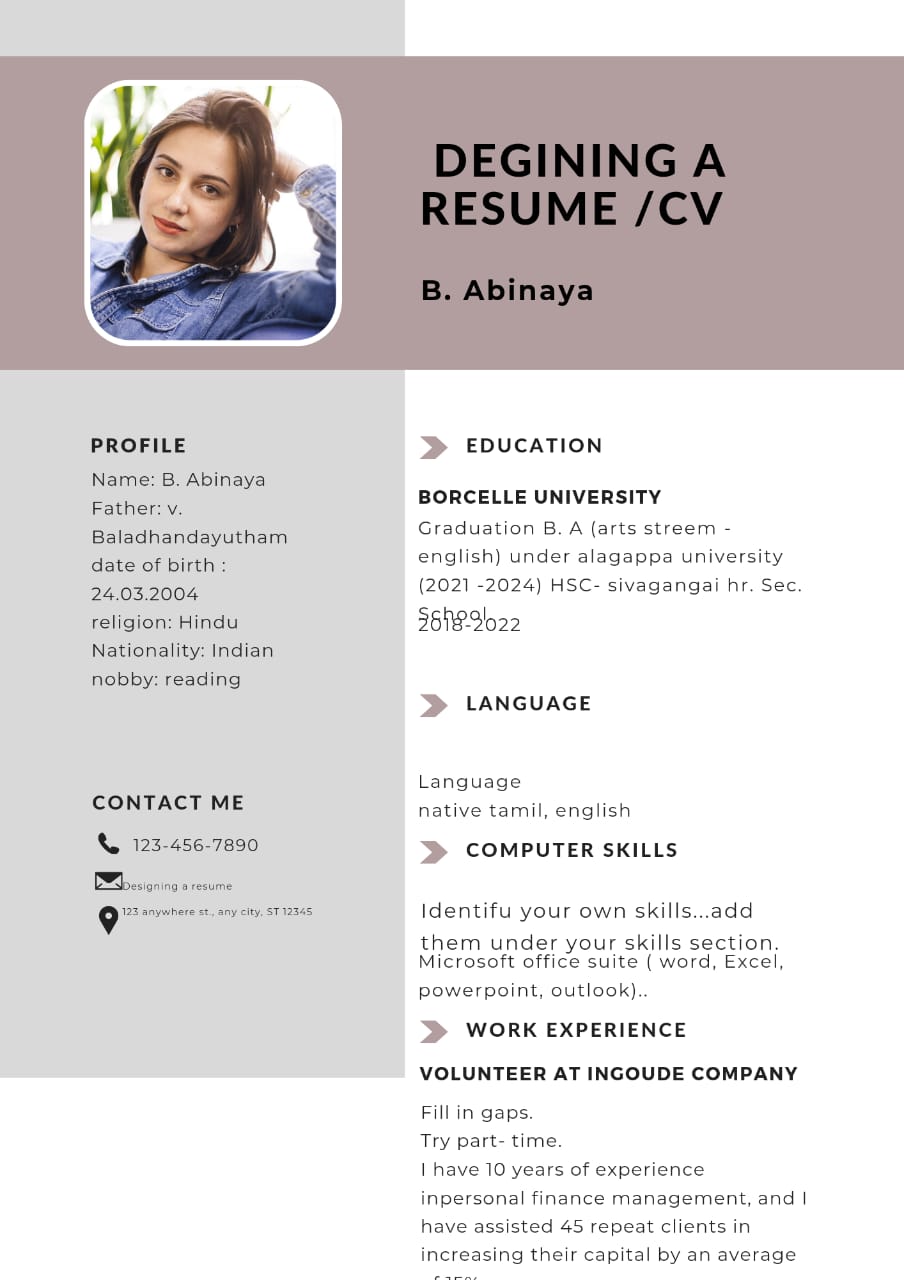 DEGINING A
RESUME /CV
B. Abinaya
PROFILE
Name: B. Abinaya
Father: v.
Baladhandayutham
date of birth :
24.03.2004
religion: Hindu
Nationality: Indian
nobby: reading
CONTACT ME
123-456-7890
Designing a resume
123 anywhere st., any city, ST 12345
EDUCATION
BORCELLE UNIVERSITY
Graduation B. A (arts streem -
english) under alagappa university
(2021 -2024) HSC- sivagangai hr. Sec.
School
2018-2022
LANGUAGE
Language
native tamil, english
COMPUTER SKILLS
Identifu your own skills...add
them under your skills section.
Microsoft office suite ( word, Excel,
powerpoint, outlook)..
WORK EXPERIENCE
VOLUNTEER AT INGOUDE COMPANY
Fill in gaps.
Try part- time.
I have 10 years of experience
inpersonal finance management, and I
have assisted 45 repeat clients in
increasing their capital by an average